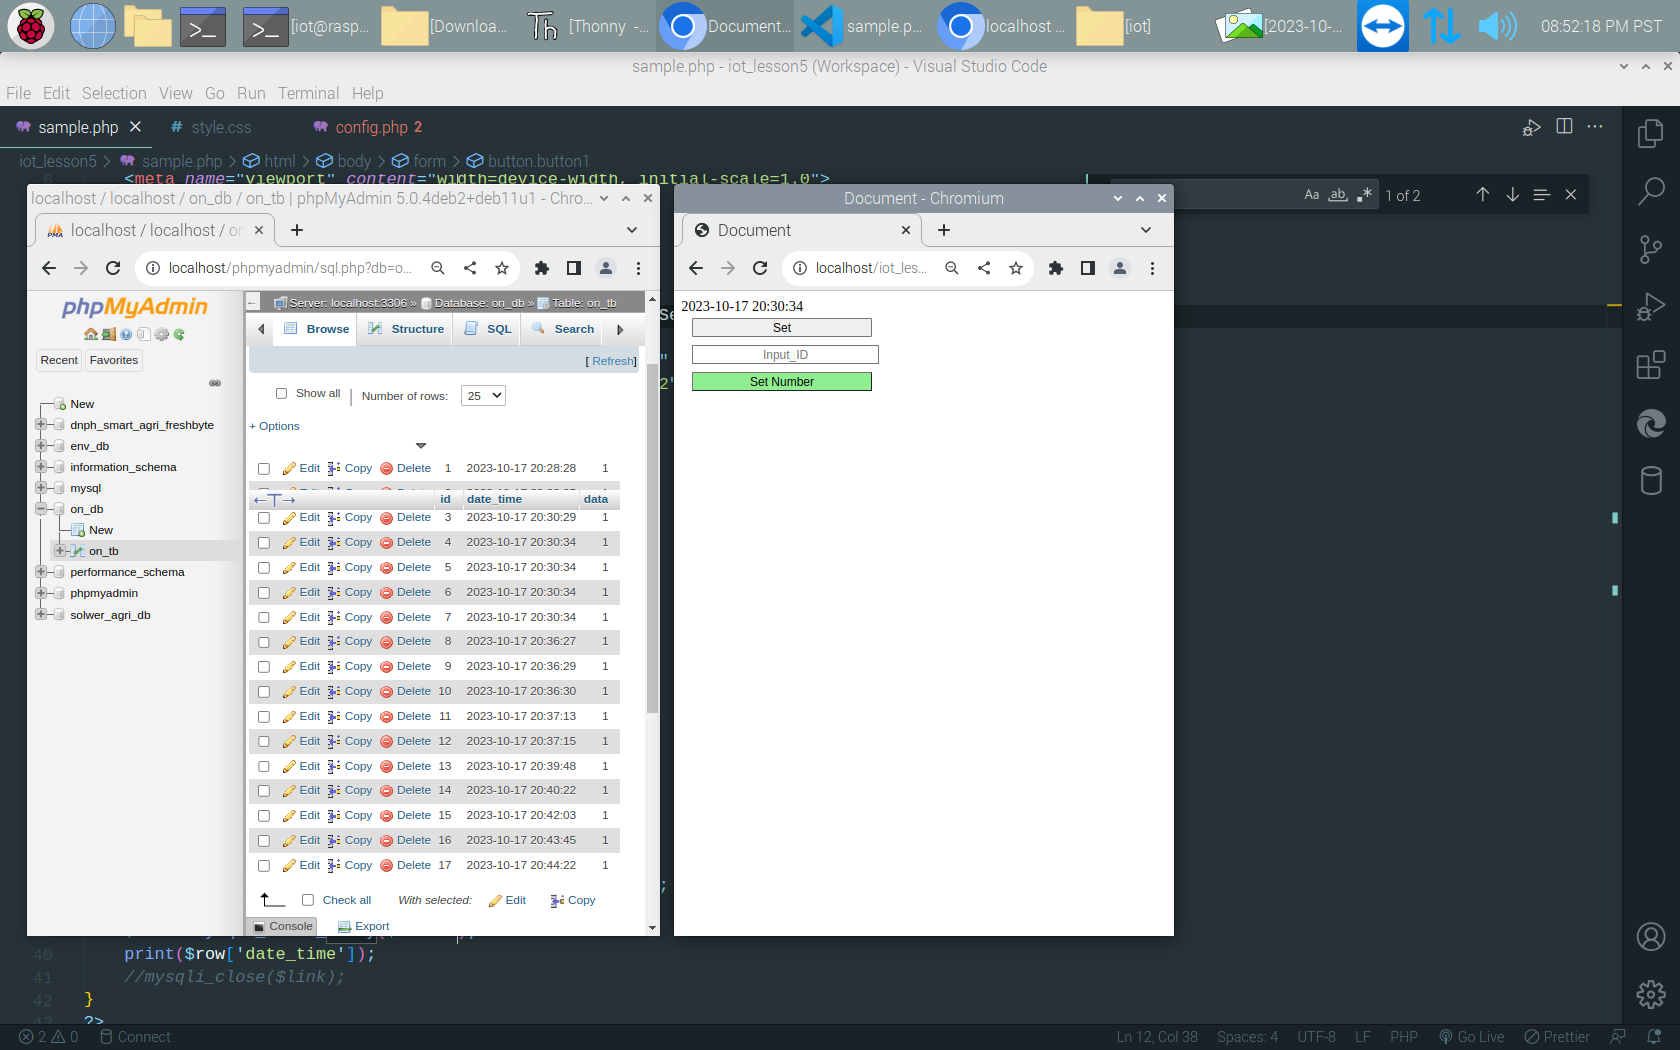 [iot@rasp... [Downloa... Th [Thonny -... Document... sample.p... localhost ... [iot] [2023-10-... 08:52:18 PM PST
sample.php - iot_lesson5 (Workspace) - Visual Studio Code
File Edit Selection View Go Run Terminal Help
sample.php # style.css config.php 2
iot_lesson5 > sample.php > html > body > form > button.button1
6 <meta name="viewport" content="width=device-width, initial-scale=1.0">
Aa ab .* 1 of 2
localhost / localhost / on_db / on_tb | phpMyAdmin 5.0.4deb2+deb11u1 - Chro...
PMA localhost / localhost / on
localhost/phpmyadmin/sql.php?db=o...
phpMyAdmin
Recent Favorites
New
dnph_smart_agri_freshbyte
env_db
information_schema
mysql
on_db
New
on_tb
performance_schema
phpmyadmin
solwer_agri_db
Server: localhost:3306 » Database: on_db » Table: on_tb
Browse Structure SQL Search
[ Refresh]
Show all | Number of rows: 25
+ Options
Edit Copy Delete 1 2023-10-17 20:28:28 1
←T→ id date_time data
Edit Copy Delete 3 2023-10-17 20:30:29 1
Edit Copy Delete 4 2023-10-17 20:30:34 1
Edit Copy Delete 5 2023-10-17 20:30:34 1
Edit Copy Delete 6 2023-10-17 20:30:34 1
Edit Copy Delete 7 2023-10-17 20:30:34 1
Edit Copy Delete 8 2023-10-17 20:36:27 1
Edit Copy Delete 9 2023-10-17 20:36:29 1
Edit Copy Delete 10 2023-10-17 20:36:30 1
Edit Copy Delete 11 2023-10-17 20:37:13 1
Edit Copy Delete 12 2023-10-17 20:37:15 1
Edit Copy Delete 13 2023-10-17 20:39:48 1
Edit Copy Delete 14 2023-10-17 20:40:22 1
Edit Copy Delete 15 2023-10-17 20:42:03 1
Edit Copy Delete 16 2023-10-17 20:43:45 1
Edit Copy Delete 17 2023-10-17 20:44:22 1
Check all With selected: Edit Copy
Console Export
Document - Chromium
Document
localhost/iot_les...
2023-10-17 20:30:34
Set
Input_ID
Set Number
40 print($row['date_time']);
41 //mysqli_close($link);
42 }
43 ?>
2 0 Connect Ln 12, Col 38 Spaces: 4 UTF-8 LF PHP Go Live Prettier